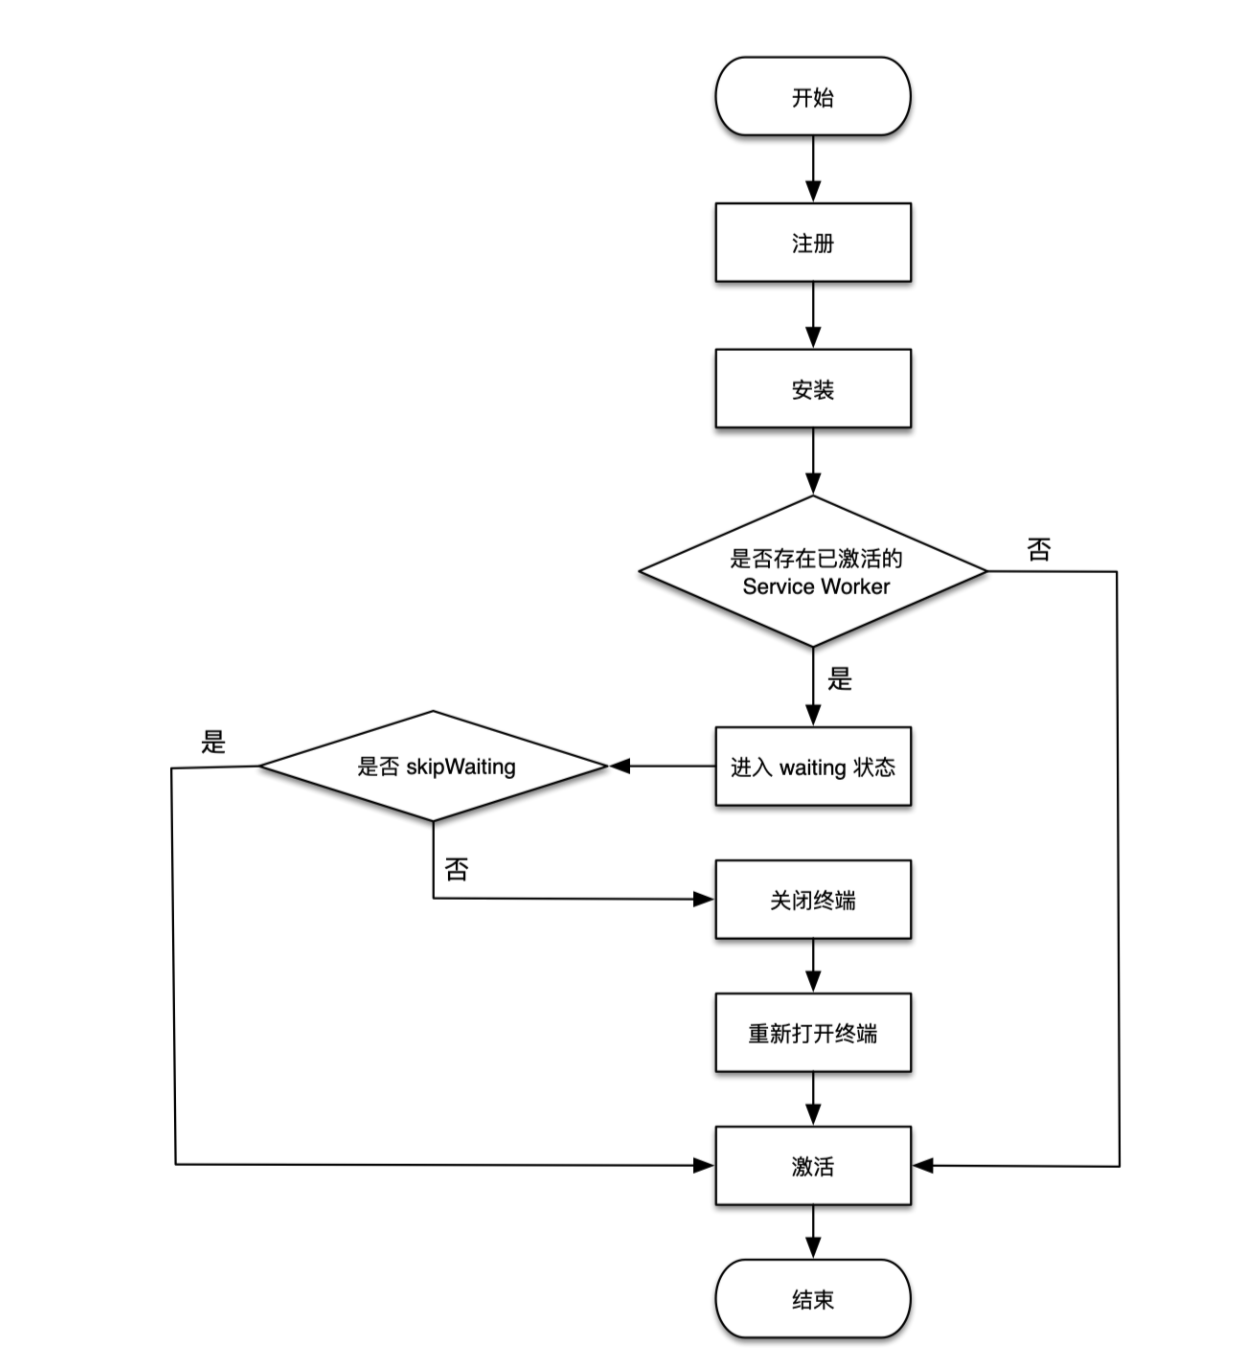 开始
注册
安装
是否存在已激活的
Service Worker
否
是
进入 waiting 状态
是否 skipWaiting
是
否
关闭终端
重新打开终端
激活
结束